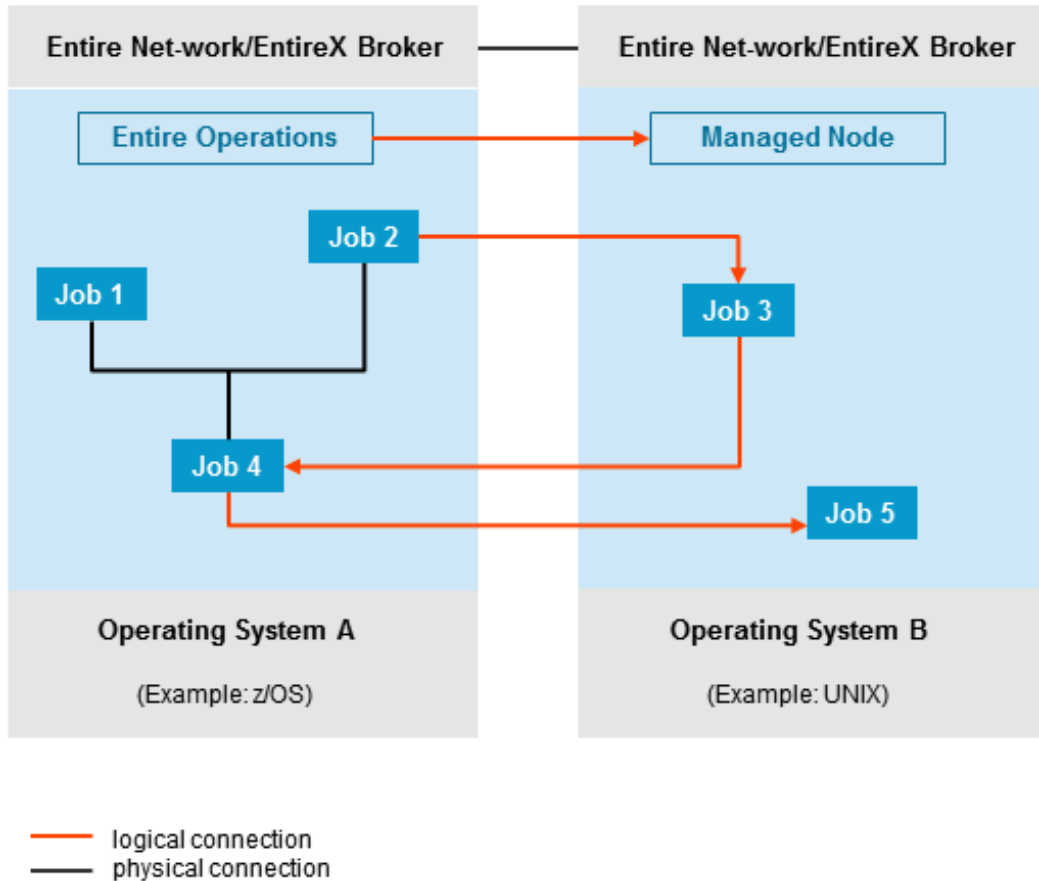 Entire Net-work/EntireX Broker
Entire Net-work/EntireX Broker
Entire Operations
Managed Node
Job 2
Job 1
Job 3
Job 4
Job 5
Operating System A
(Example: z/OS)
Operating System B
(Example: UNIX)
logical connection
physical connection